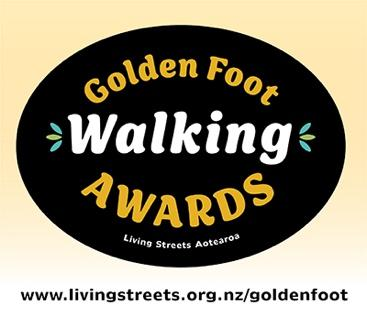 Golden Foot
Walking
AWARDS
Living Streets Aotearoa
www.livingstreets.org.nz/goldenfoot